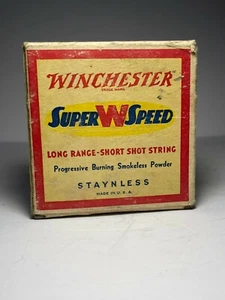 WINCHESTER
TRADE MARK
SUPER W SPEED
LONG RANGE-SHORT SHOT STRING
Progressive Burning Smokeless Powder
STAYNLESS
MADE IN U.S.A.